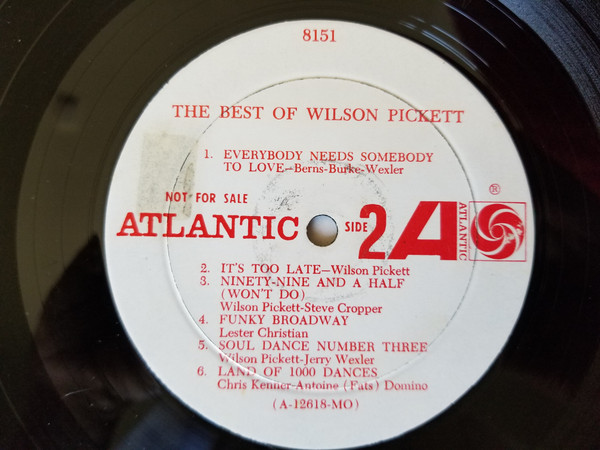 8151
THE BEST OF WILSON PICKETT
1. EVERYBODY NEEDS SOMEBODY
TO LOVE—Berns-Burke-Wexler
NOT FOR SALE
ATLANTIC SIDE 2 A ATLANTIC ®
2. IT'S TOO LATE—Wilson Pickett
3. NINETY-NINE AND A HALF
(WON'T DO)
Wilson Pickett-Steve Cropper
4. FUNKY BROADWAY
Lester Christian
5. SOUL DANCE NUMBER THREE
Wilson Pickett-Jerry Wexler
6. LAND OF 1000 DANCES
Chris Kenner-Antoine (Fats) Domino
(A-12618-MO)